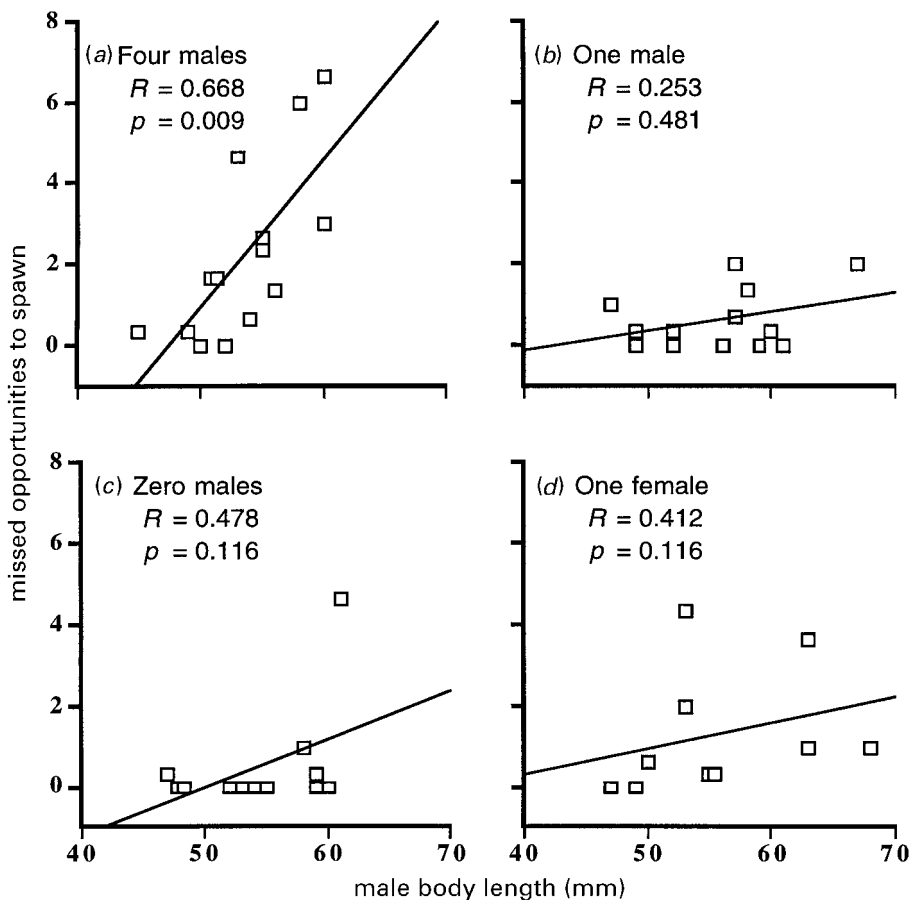 8
6
4
2
0
(a) Four males
R = 0.668
p = 0.009
(b) One male
R = 0.253
p = 0.481
8
6
4
2
0
(c) Zero males
R = 0.478
p = 0.116
(d) One female
R = 0.412
p = 0.116
missed opportunities to spawn
40 50 60 70
40 50 60 70
male body length (mm)